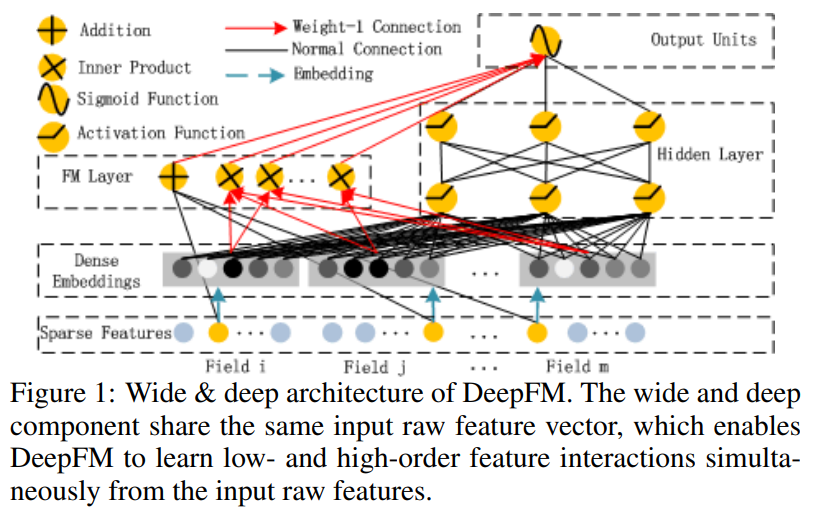 Addition
Inner Product
Sigmoid Function
Activation Function
Weight-1 Connection
Normal Connection
Embedding
Output Units
Hidden Layer
FM Layer
...
Dense
Embeddings
...
Sparse Features
... ... ... ...
Field i Field j ... Field m
Figure 1: Wide & deep architecture of DeepFM. The wide and deep
component share the same input raw feature vector, which enables
DeepFM to learn low- and high-order feature interactions simulta-
neously from the input raw features.